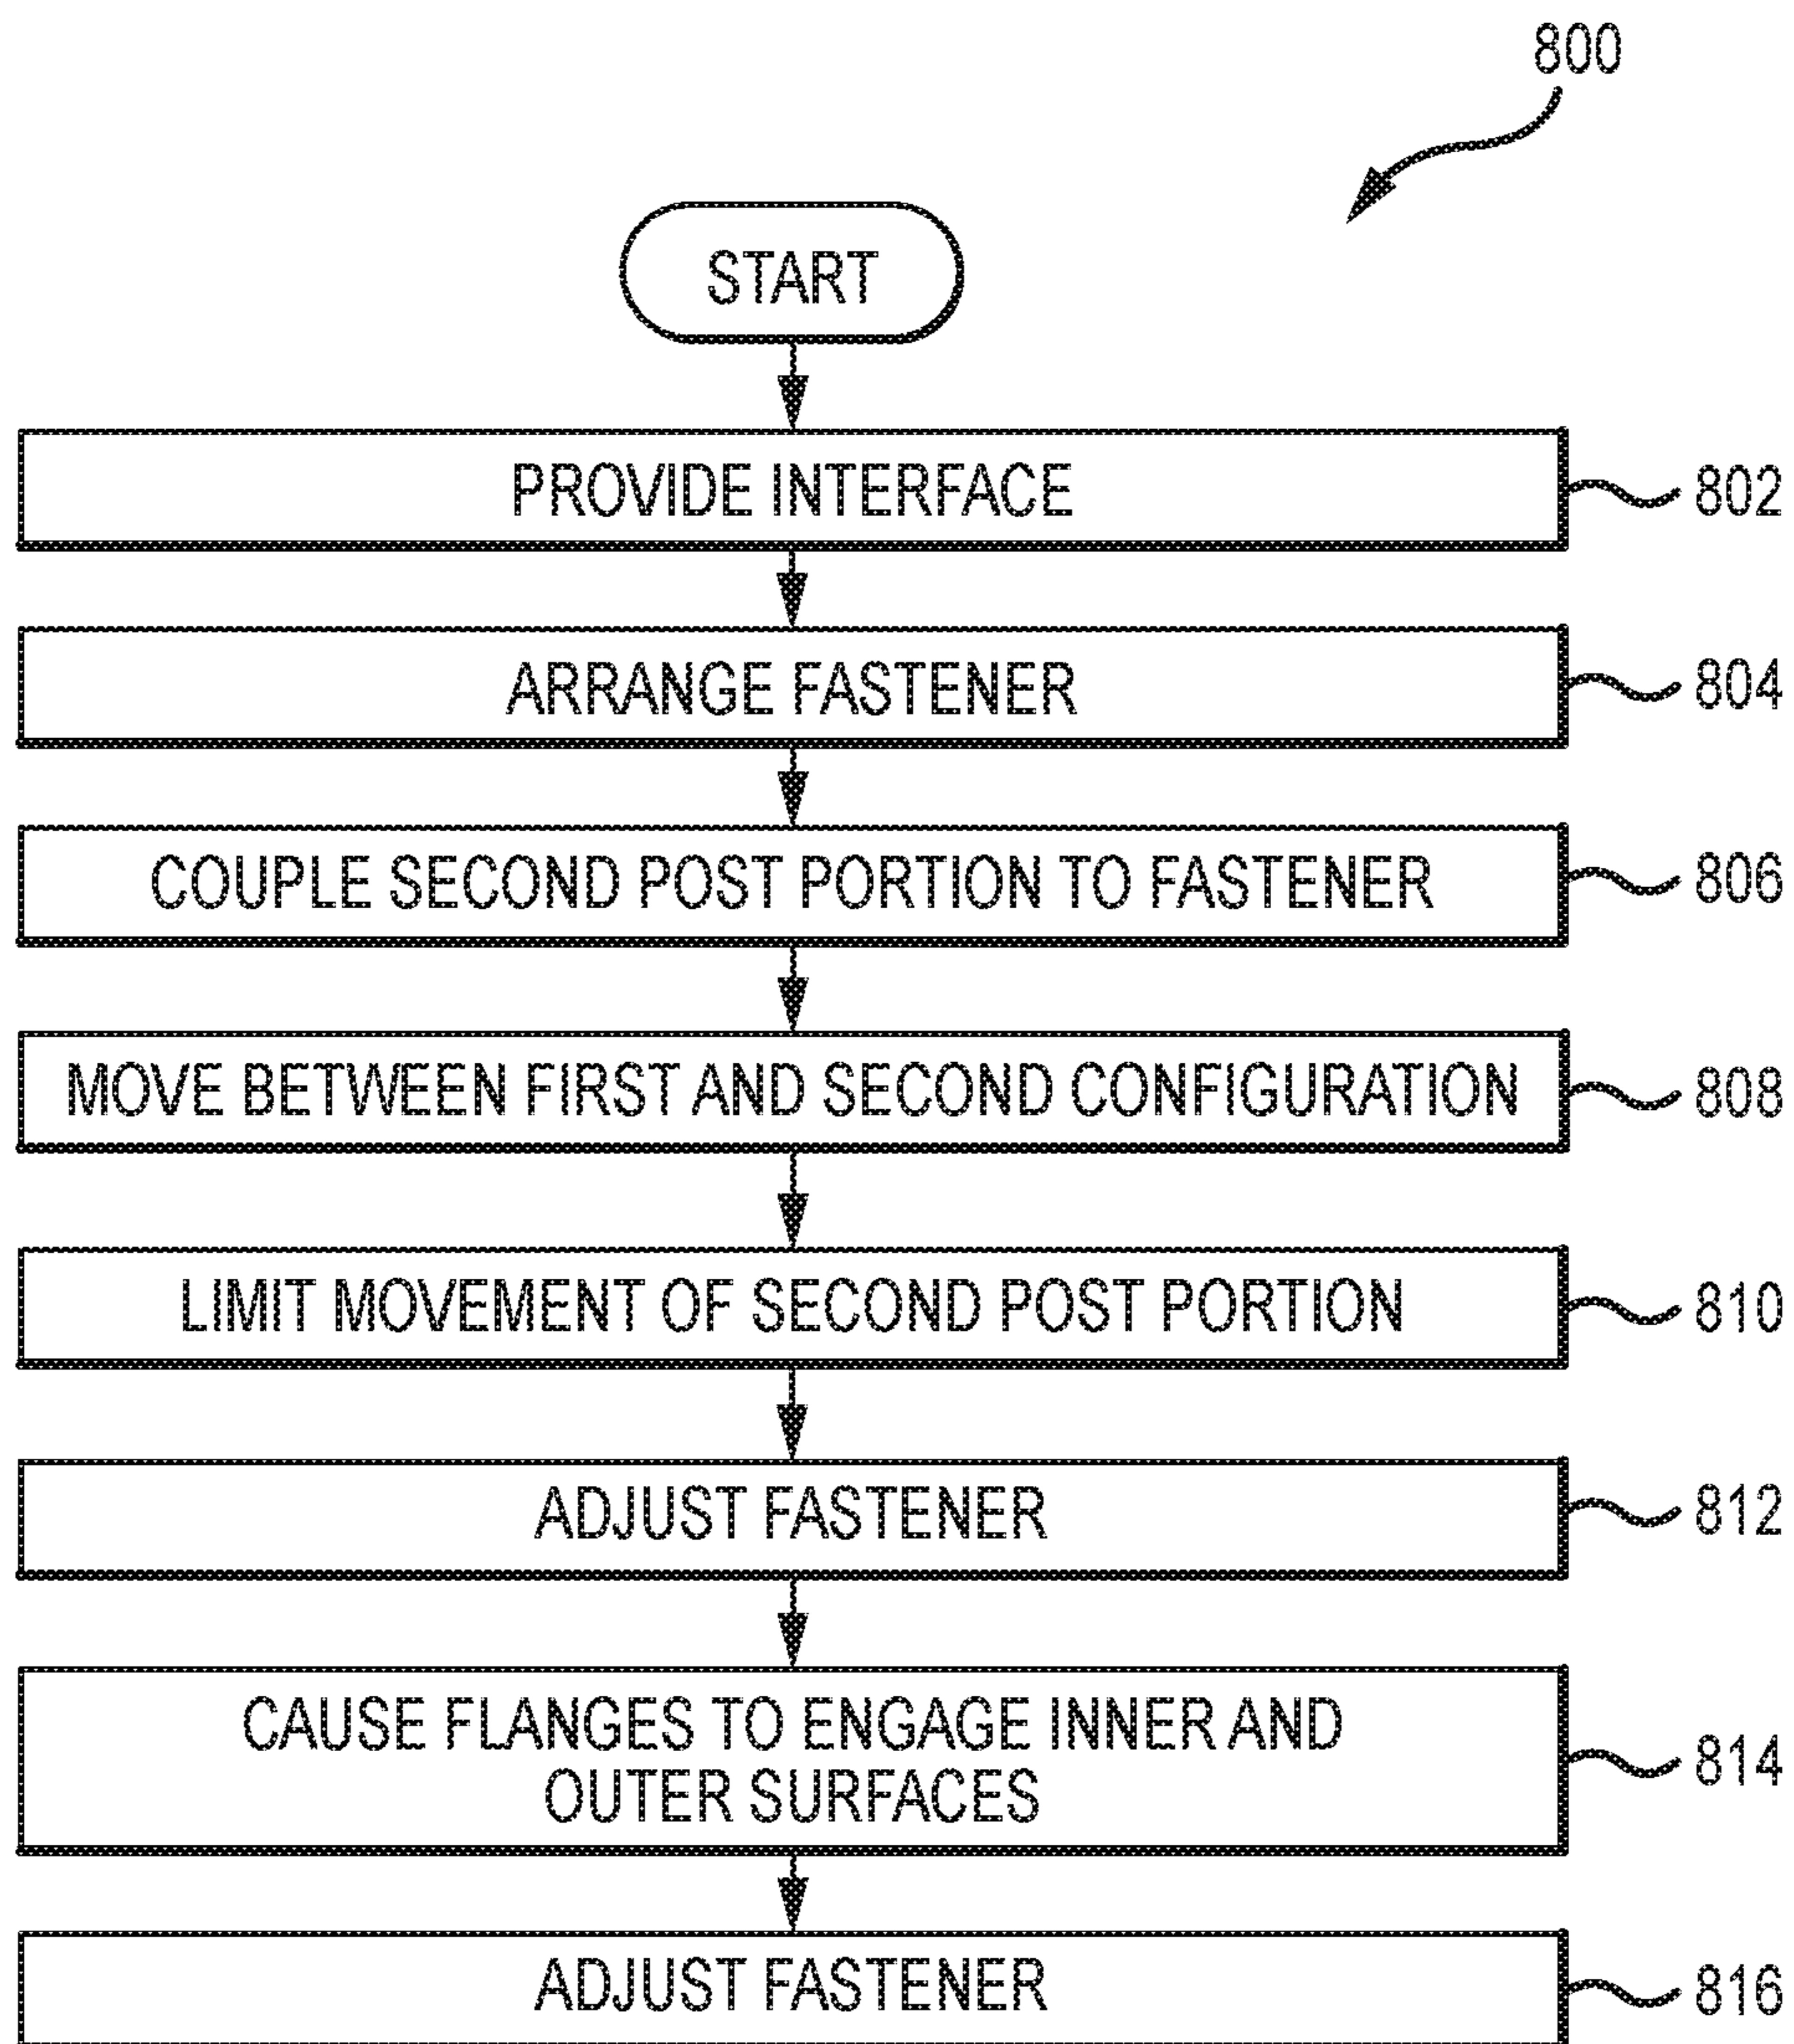 800
START
PROVIDE INTERFACE
802
ARRANGE FASTENER
804
COUPLE SECOND POST PORTION TO FASTENER
806
MOVE BETWEEN FIRST AND SECOND CONFIGURATION
808
LIMIT MOVEMENT OF SECOND POST PORTION
810
ADJUST FASTENER
812
CAUSE FLANGES TO ENGAGE INNER AND
OUTER SURFACES
814
ADJUST FASTENER
816